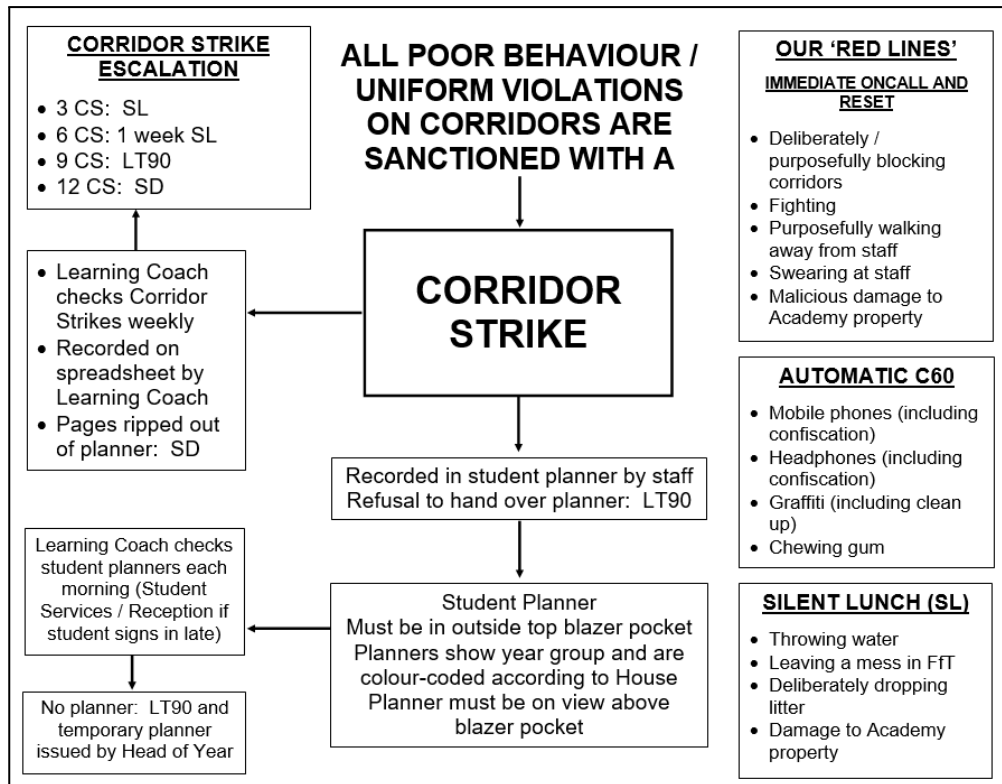 CORRIDOR STRIKE
ESCALATION
• 3 CS: SL
• 6 CS: 1 week SL
• 9 CS: LT90
• 12 CS: SD
ALL POOR BEHAVIOUR /
UNIFORM VIOLATIONS
ON CORRIDORS ARE
SANCTIONED WITH A
CORRIDOR
STRIKE
• Learning Coach
checks Corridor
Strikes weekly
• Recorded on
spreadsheet by
Learning Coach
• Pages ripped out
of planner: SD
Recorded in student planner by staff
Refusal to hand over planner: LT90
Student Planner
Must be in outside top blazer pocket
Planners show year group and are
colour-coded according to House
Planner must be on view above
blazer pocket
Learning Coach checks
student planners each
morning (Student
Services / Reception if
student signs in late)
No planner: LT90 and
temporary planner
issued by Head of Year
OUR ‘RED LINES’
IMMEDIATE ONCALL AND
RESET
• Deliberately /
purposefully blocking
corridors
• Fighting
• Purposefully walking
away from staff
• Swearing at staff
• Malicious damage to
Academy property
AUTOMATIC C60
• Mobile phones (including
confiscation)
• Headphones (including
confiscation)
• Graffiti (including clean
up)
• Chewing gum
SILENT LUNCH (SL)
• Throwing water
• Leaving a mess in FfT
• Deliberately dropping
litter
• Damage to Academy
property